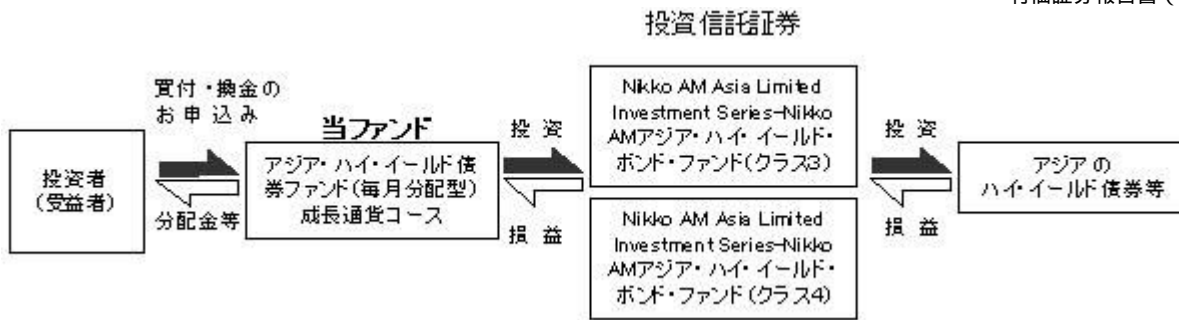 投資信託証券
買付・換金の
お申込み
当ファンド
投資
投資
投資者
(受益者)
アジア・ハイ・イールド債
券ファンド(毎月分配型)
成長通貨コース
Nikko AM Asia Limited
Investment Series-Nikko
AMアジア・ハイ・イールド・
ボンド・ファンド(クラス3)
アジアの
ハイ・イールド債券等
分配金等
損益
損益
Nikko AM Asia Limited
Investment Series-Nikko
AMアジア・ハイ・イールド・
ボンド・ファンド(クラス4)